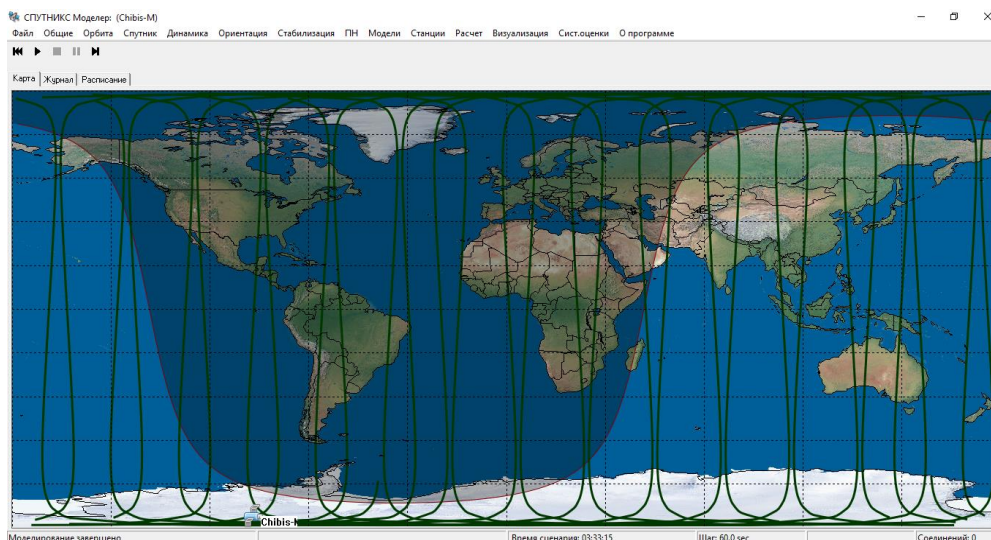 СПУТНИКС Моделер: (Chibis-M)
Файл Общие Орбита Спутник Динамика Ориентация Стабилизация ПН Модели Станции Расчет Визуализация Сист.оценки О программе
Карта Журнал Расписание
Моделирование завершено Время сценария: 03:33:15 Шаг: 60.0 sec Соединений: 0